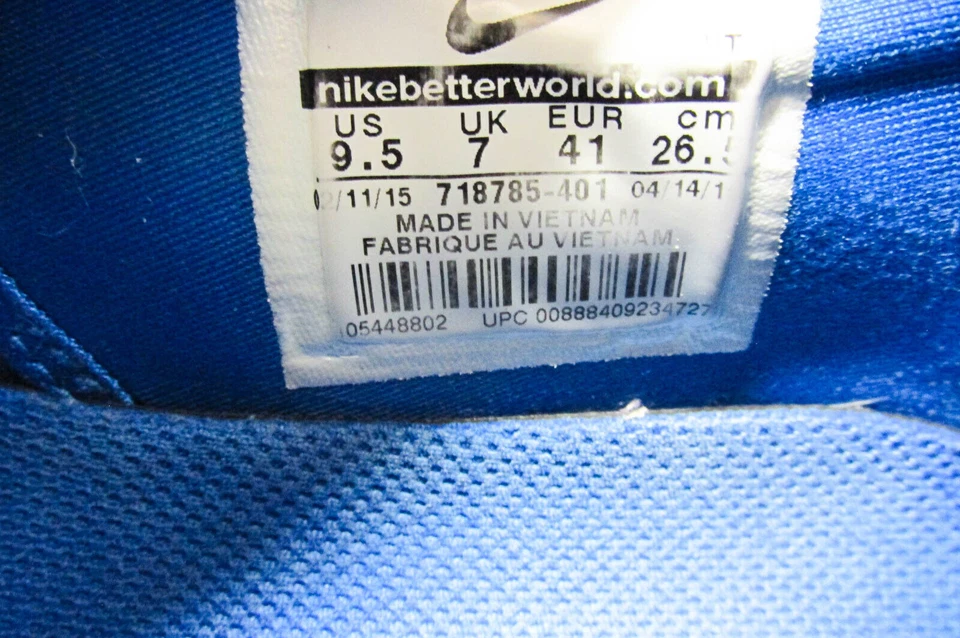 nikebetterworld.com
US UK EUR cm
9.5 7 41 26.5
/11/15 718785-401 04/14/1
MADE IN VIETNAM
FABRIQUE AU VIETNAM
05448802 UPC 00888409234727